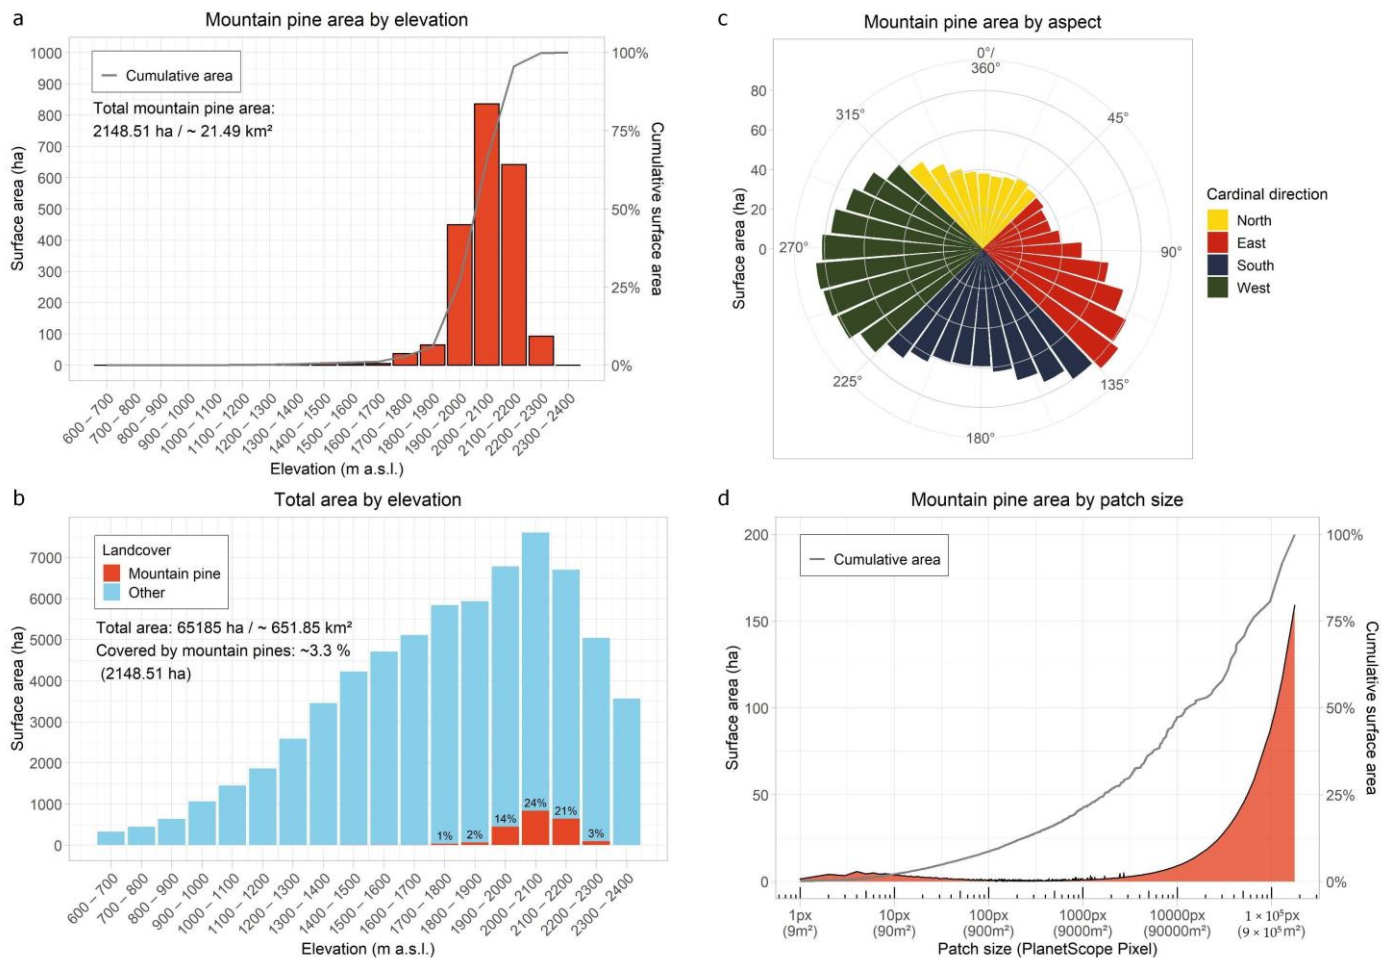 a
Mountain pine area by elevation
1000
900
800
700
600
500
400
300
200
100
0
Surface area (ha)
Cumulative area
Total mountain pine area:
2148.51 ha / ~ 21.49 km²
100%
75%
50%
25%
0%
Cumulative surface area
600 – 700
700 – 800
800 – 900
900 – 1000
1000 – 1100
1100 – 1200
1200 – 1300
1300 – 1400
1400 – 1500
1500 – 1600
1600 – 1700
1700 – 1800
1800 – 1900
1900 – 2000
2000 – 2100
2100 – 2200
2200 – 2300
2300 – 2400
Elevation (m a.s.l.)
c
Mountain pine area by aspect
80
60
40
20
0
Surface area (ha)
0°/
360°
45°
90°
135°
180°
225°
270°
315°
Cardinal direction
North
East
South
West
b
Total area by elevation
7000
6000
5000
4000
3000
2000
1000
0
Surface area (ha)
Landcover
Mountain pine
Other
Total area: 65185 ha / ~ 651.85 km²
Covered by mountain pines: ~3.3 %
(2148.51 ha)
1%
2%
14%
24%
21%
3%
600 – 700
700 – 800
800 – 900
900 – 1000
1000 – 1100
1100 – 1200
1200 – 1300
1300 – 1400
1400 – 1500
1500 – 1600
1600 – 1700
1700 – 1800
1800 – 1900
1900 – 2000
2000 – 2100
2100 – 2200
2200 – 2300
2300 – 2400
Elevation (m a.s.l.)
d
Mountain pine area by patch size
200
150
100
50
0
Surface area (ha)
Cumulative area
100%
75%
50%
25%
0%
Cumulative surface area
1px
(9m²)
10px
(90m²)
100px
(900m²)
1000px
(9000m²)
10000px
(90000m²)
1 × 10⁵px
(9 × 10⁵m²)
Patch size (PlanetScope Pixel)